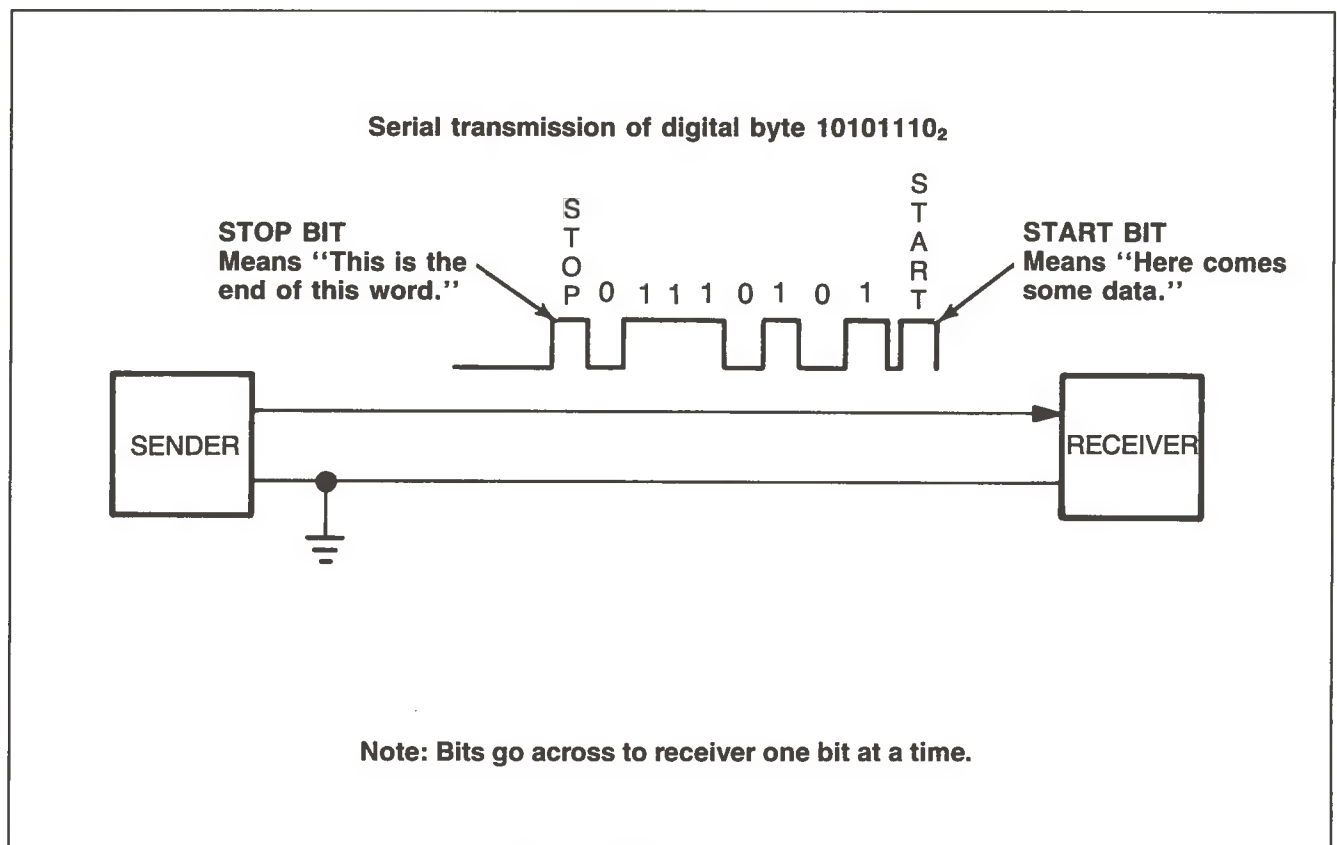 Serial transmission of digital byte 10101110₂
STOP BIT
Means ‘‘This is the
end of this word.’’
STOP
0 1 1 1 0 1 0 1
START
START BIT
Means ‘‘Here comes
some data.’’
SENDER
RECEIVER
Note: Bits go across to receiver one bit at a time.